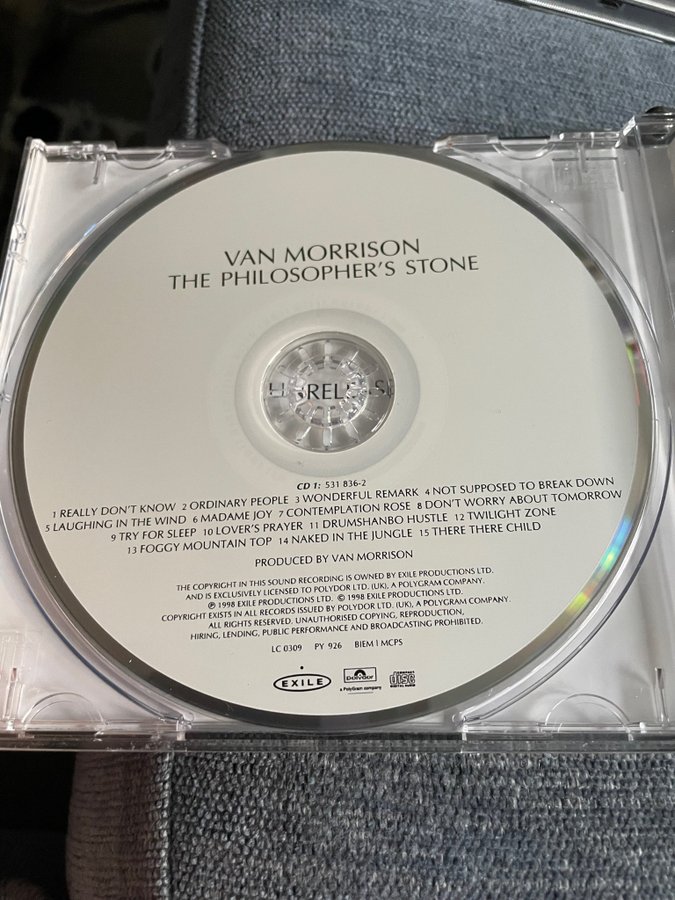 VAN MORRISON
THE PHILOSOPHER'S STONE
CD 1: 531 836-2
1 REALLY DON'T KNOW 2 ORDINARY PEOPLE 3 WONDERFUL REMARK 4 NOT SUPPOSED TO BREAK DOWN
5 LAUGHING IN THE WIND 6 MADAME JOY 7 CONTEMPLATION ROSE 8 DON'T WORRY ABOUT TOMORROW
9 TRY FOR SLEEP 10 LOVER'S PRAYER 11 DRUMSHANBO HUSTLE 12 TWILIGHT ZONE
13 FOGGY MOUNTAIN TOP 14 NAKED IN THE JUNGLE 15 THERE THERE CHILD
PRODUCED BY VAN MORRISON
THE COPYRIGHT IN THIS SOUND RECORDING IS OWNED BY EXILE PRODUCTIONS LTD.
AND IS EXCLUSIVELY LICENSED TO POLYDOR LTD. (UK), A POLYGRAM COMPANY.
℗ 1998 EXILE PRODUCTIONS LTD. © 1998 EXILE PRODUCTIONS LTD.
COPYRIGHT EXISTS IN ALL RECORDS ISSUED BY POLYDOR LTD. (UK), A POLYGRAM COMPANY.
ALL RIGHTS RESERVED. UNAUTHORISED COPYING, REPRODUCTION,
HIRING, LENDING, PUBLIC PERFORMANCE AND BROADCASTING PROHIBITED.
LC 0309 PY 926 BIEM | MCPS
EXILE
polydor
a PolyGram company
COMPACT
disc
DIGITAL AUDIO